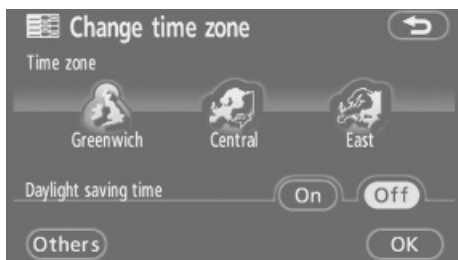 Change time zone
Time zone
Greenwich Central East
Daylight saving time On Off
Others OK